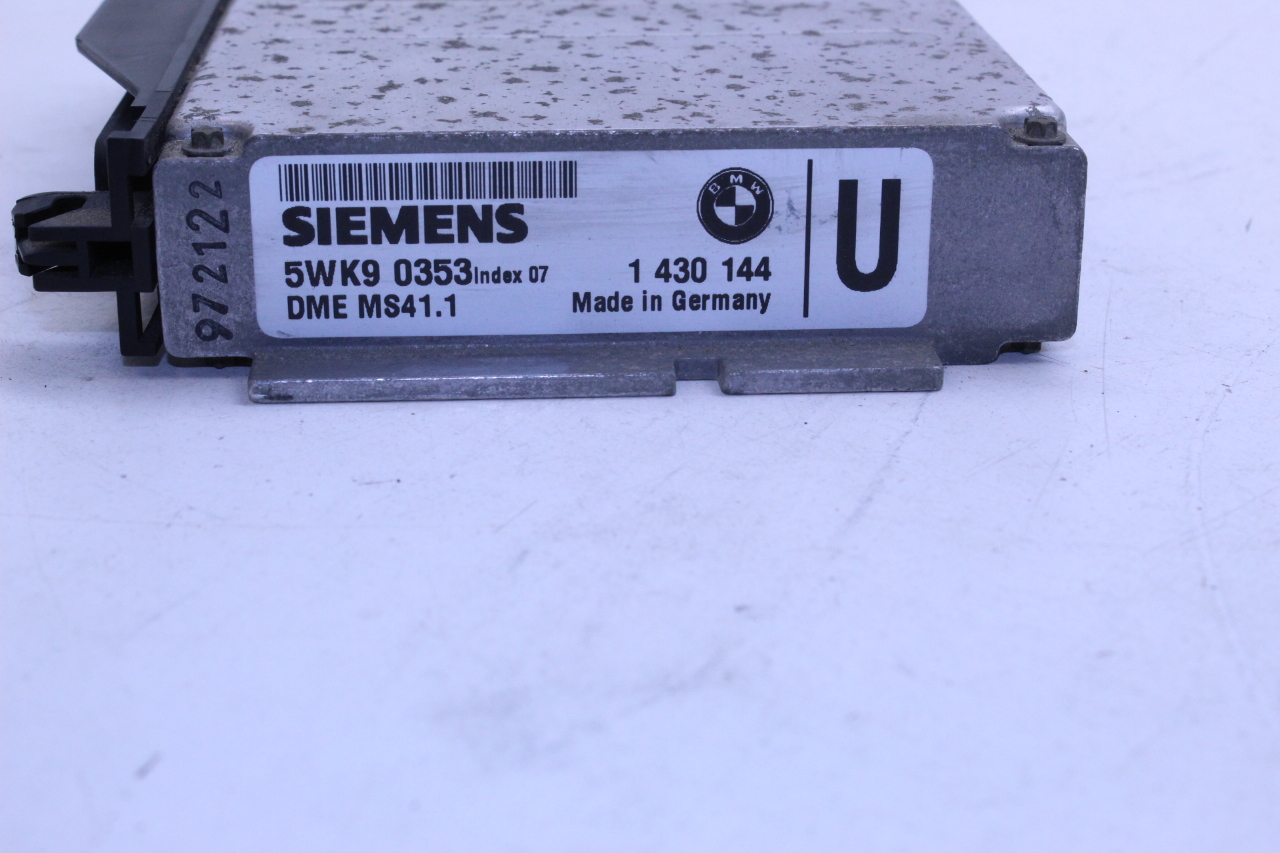 972122
SIEMENS
5WK9 0353 Index 07
DME MS41.1
BMW
1 430 144
Made in Germany
U